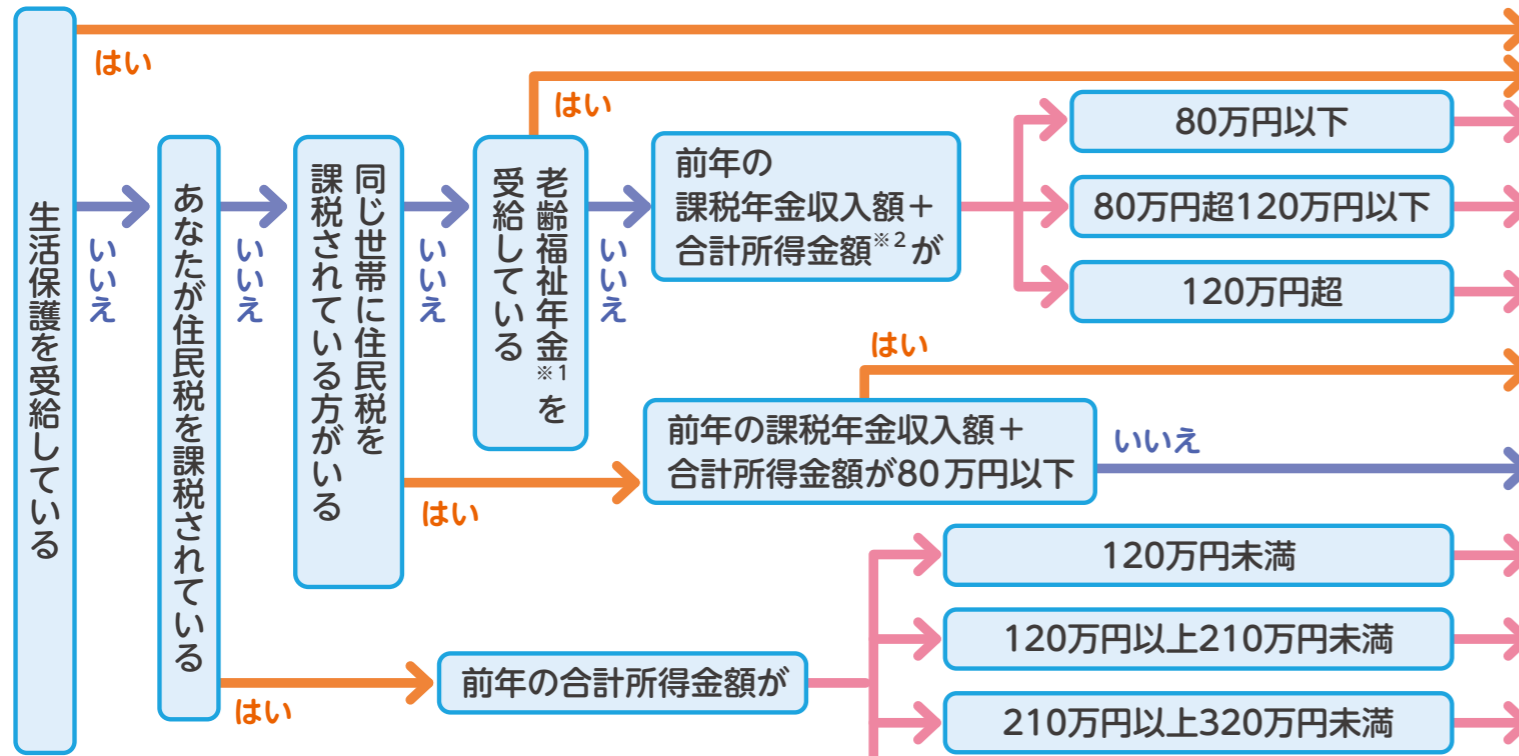 生活保護を受給している
はい
いいえ
あなたが住民税を課税されている
いいえ
はい
同じ世帯に住民税を
課税されている方がいる
いいえ
はい
老齢福祉年金※1を
受給している
はい
いいえ
前年の
課税年金収入額＋
合計所得金額※2が
80万円以下
80万円超120万円以下
120万円超
前年の課税年金収入額＋
合計所得金額が80万円以下
はい
いいえ
前年の合計所得金額が
120万円未満
120万円以上210万円未満
210万円以上320万円未満